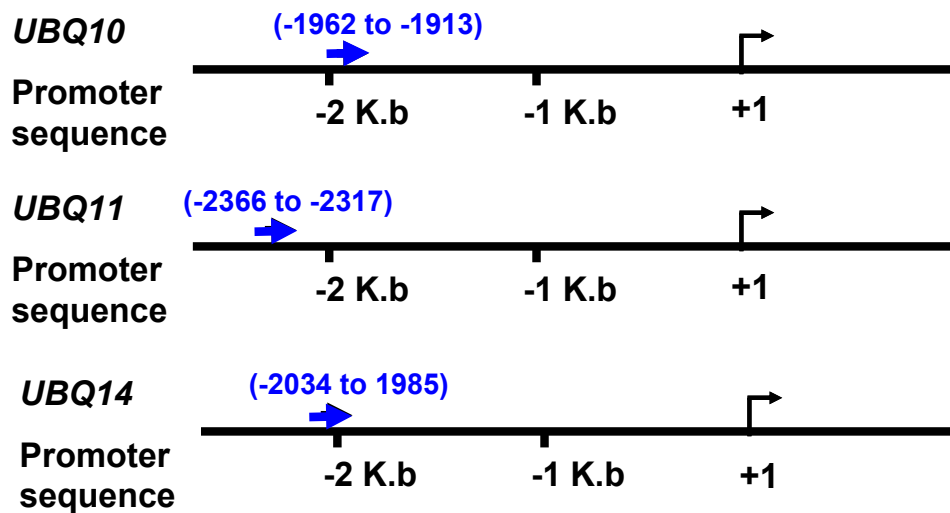 UBQ10
(-1962 to -1913)
Promoter
sequence
-2 K.b
-1 K.b
+1
UBQ11
(-2366 to -2317)
Promoter
sequence
-2 K.b
-1 K.b
+1
UBQ14
(-2034 to 1985)
Promoter
sequence
-2 K.b
-1 K.b
+1